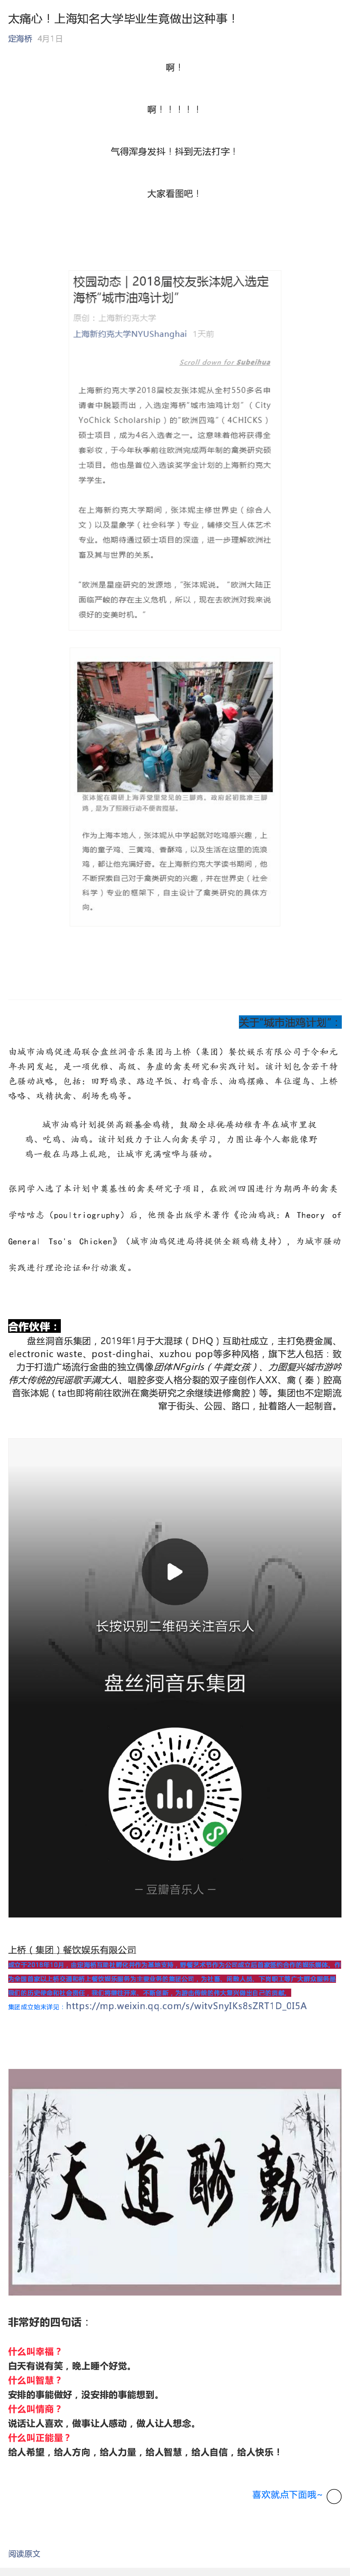 太痛心！上海知名大学毕业生竟做出这种事！
定海桥 4月1日
啊！
啊！！！！！
气得浑身发抖！抖到无法打字！
大家看图吧！
校园动态 | 2018届校友张沐妮入选定
海桥“城市油鸡计划”
原创：上海新约克大学
上海新约克大学NYUShanghai 1天前
Scroll down for Subeihua
上海新约克大学2018届校友张沐妮从全村550多名申
请者中脱颖而出，入选定海桥“城市油鸡计划”（City
YoChick Scholarship）的“欧洲四鸡”（4CHICKS）
硕士项目，成为4名入选者之一。这意味着他将获得全
套彩妆，于今年秋季前往欧洲完成两年制的禽类研究硕
士项目。他也是首位入选该奖学金计划的上海新约克大
学学生。
在上海新约克大学期间，张沐妮主修世界史（综合人
文）以及星象学（社会科学）专业，辅修交互人体艺术
专业。他期待通过硕士项目的深造，进一步理解欧洲社
畜及其与世界的关系。
“欧洲是星座研究的发源地，”张沐妮说。“欧洲大陆正
面临严峻的存在主义危机，所以，现在去欧洲对我来说
很好的变美时机。”
张沐妮在调研上海弄堂里常见的三脚鸡。政府起初批准三脚
鸡，是为了照顾行动不便有捏基。
作为上海本地人，张沐妮从中学起就对吃鸡感兴趣，上
海的童子鸡、三黄鸡、香酥鸡，以及生活在这里的流浪
鸡，都让他充满好奇。在上海新约克大学读书期间，他
不断探索自己对于禽类研究的兴趣，并在世界史（社会
科学）专业的框架下，自主设计了禽类研究的具体方
向。
关于“城市油鸡计划”：
由城市油鸡促进局联合盘丝洞音乐集团与上桥（集团）餐饮娱乐有限公司于令和元
年共同发起，是一项优雅、高级、务虚的禽类研究和实践计划。该计划包含若干特
色骚动战略，包括：田野鸡录、路边早饭、打鸡音乐、油鸡摆摊、车位遛鸟、上桥
咯咯、戏精执禽、剧场秃鸡等。
城市油鸡计划提供高额基金鸡精，鼓励全球优质幼稚青年在城市里捉
鸡、吃鸡、油鸡。该计划致力于让人向禽类学习，力图让每个人都能像野
鸡一般在马路上乱跑，让城市充满喧哗与骚动。
张同学入选了本计划中奠基性的禽类研究子项目，在欧洲四国进行为期两年的禽类
学咕咕志（poultriogruphy）后，他预备出版学术著作《论油鸡战：A Theory of
General Tso's Chicken》（城市油鸡促进局将提供全额鸡精支持），为城市骚动
实践进行理论论证和行动激发。
合作伙伴：
盘丝洞音乐集团，2019年1月于大混球（DHQ）互助社成立，主打免费金属、
electronic waste、post-dinghai、xuzhou pop等多种风格，旗下艺人包括：致
力于打造广场流行金曲的独立偶像团体NFgirls（牛粪女孩）、力图复兴城市游吟
伟大传统的民谣歌手满大人、唱腔多变人格分裂的双子座创作人XX、禽（秦）腔高
音张沐妮（ta也即将前往欧洲在禽类研究之余继续进修禽腔）等。集团也不定期流
窜于街头、公园、路口，扯着路人一起制音。
长按识别二维码关注音乐人
盘丝洞音乐集团
— 豆瓣音乐人 —
上桥（集团）餐饮娱乐有限公司
集团成立始末详见：https://mp.weixin.qq.com/s/witvSnyIKs8sZRT1D_0I5A
天道酬勤
非常好的四句话：
什么叫幸福？
白天有说有笑，晚上睡个好觉。
什么叫智慧？
安排的事能做好，没安排的事能想到。
什么叫情商？
说话让人喜欢，做事让人感动，做人让人想念。
什么叫正能量？
给人希望，给人方向，给人力量，给人智慧，给人自信，给人快乐！
喜欢就点下面哦~
阅读原文